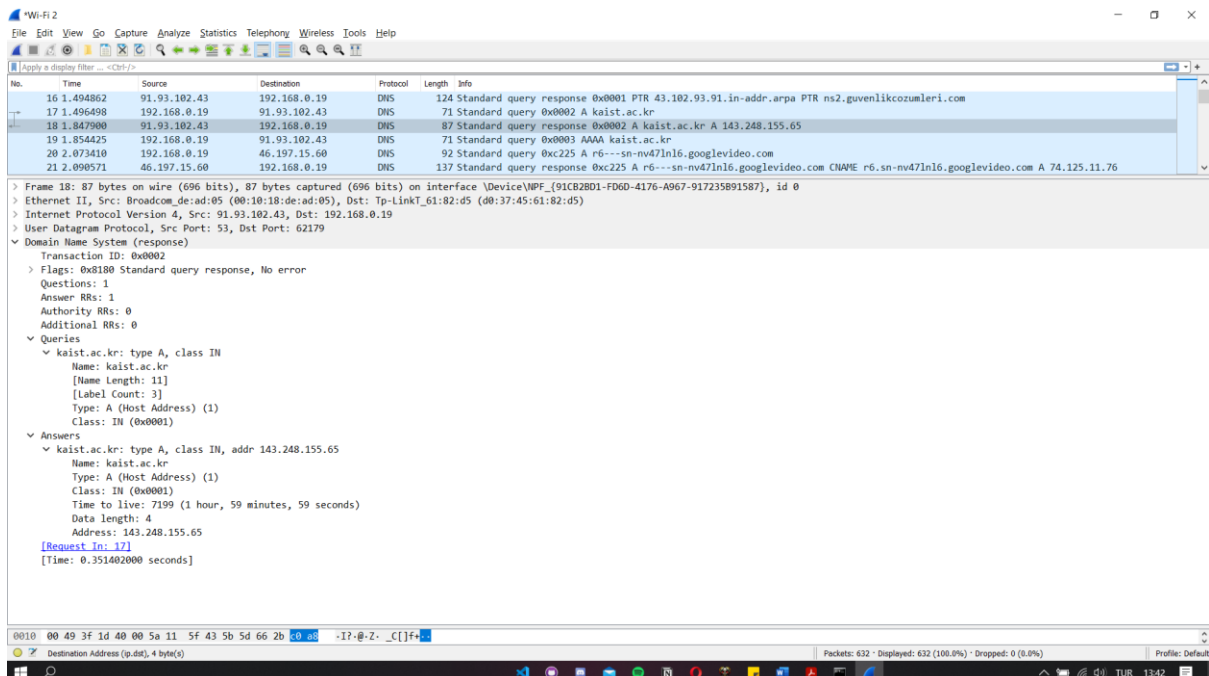 *Wi-Fi 2
File Edit View Go Capture Analyze Statistics Telephony Wireless Tools Help
Apply a display filter ... <Ctrl-/>
No. Time Source Destination Protocol Length Info
16 1.494862 91.93.102.43 192.168.0.19 DNS 124 Standard query response 0x0001 PTR 43.102.93.91.in-addr.arpa PTR ns2.guvenlikcozumleri.com
17 1.496498 192.168.0.19 91.93.102.43 DNS 71 Standard query 0x0002 A kaist.ac.kr
18 1.847900 91.93.102.43 192.168.0.19 DNS 87 Standard query response 0x0002 A kaist.ac.kr A 143.248.155.65
19 1.854425 192.168.0.19 91.93.102.43 DNS 71 Standard query 0x0003 AAAA kaist.ac.kr
20 2.073410 192.168.0.19 46.197.15.60 DNS 92 Standard query 0xc225 A r6---sn-nv47lnl6.googlevideo.com
21 2.090571 46.197.15.60 192.168.0.19 DNS 137 Standard query response 0xc225 A r6---sn-nv47lnl6.googlevideo.com CNAME r6.sn-nv47lnl6.googlevideo.com A 74.125.11.76
> Frame 18: 87 bytes on wire (696 bits), 87 bytes captured (696 bits) on interface \Device\NPF_{91CB2BD1-FD6D-4176-A967-917235B91587}, id 0
> Ethernet II, Src: Broadcom_de:ad:05 (00:10:18:de:ad:05), Dst: Tp-LinkT_61:82:d5 (d0:37:45:61:82:d5)
> Internet Protocol Version 4, Src: 91.93.102.43, Dst: 192.168.0.19
> User Datagram Protocol, Src Port: 53, Dst Port: 62179
Domain Name System (response)
Transaction ID: 0x0002
> Flags: 0x8180 Standard query response, No error
Questions: 1
Answer RRs: 1
Authority RRs: 0
Additional RRs: 0
Queries
kaist.ac.kr: type A, class IN
Name: kaist.ac.kr
[Name Length: 11]
[Label Count: 3]
Type: A (Host Address) (1)
Class: IN (0x0001)
Answers
kaist.ac.kr: type A, class IN, addr 143.248.155.65
Name: kaist.ac.kr
Type: A (Host Address) (1)
Class: IN (0x0001)
Time to live: 7199 (1 hour, 59 minutes, 59 seconds)
Data length: 4
Address: 143.248.155.65
[Request In: 17]
[Time: 0.351402000 seconds]
0010 00 49 3f 1d 40 00 5a 11 5f 43 5b 5d 66 2b c0 a8 ·I?·@·Z· _C[]f+··
Destination Address (ip.dst), 4 byte(s) Packets: 632 · Displayed: 632 (100.0%) · Dropped: 0 (0.0%) Profile: Default
TUR 13:42